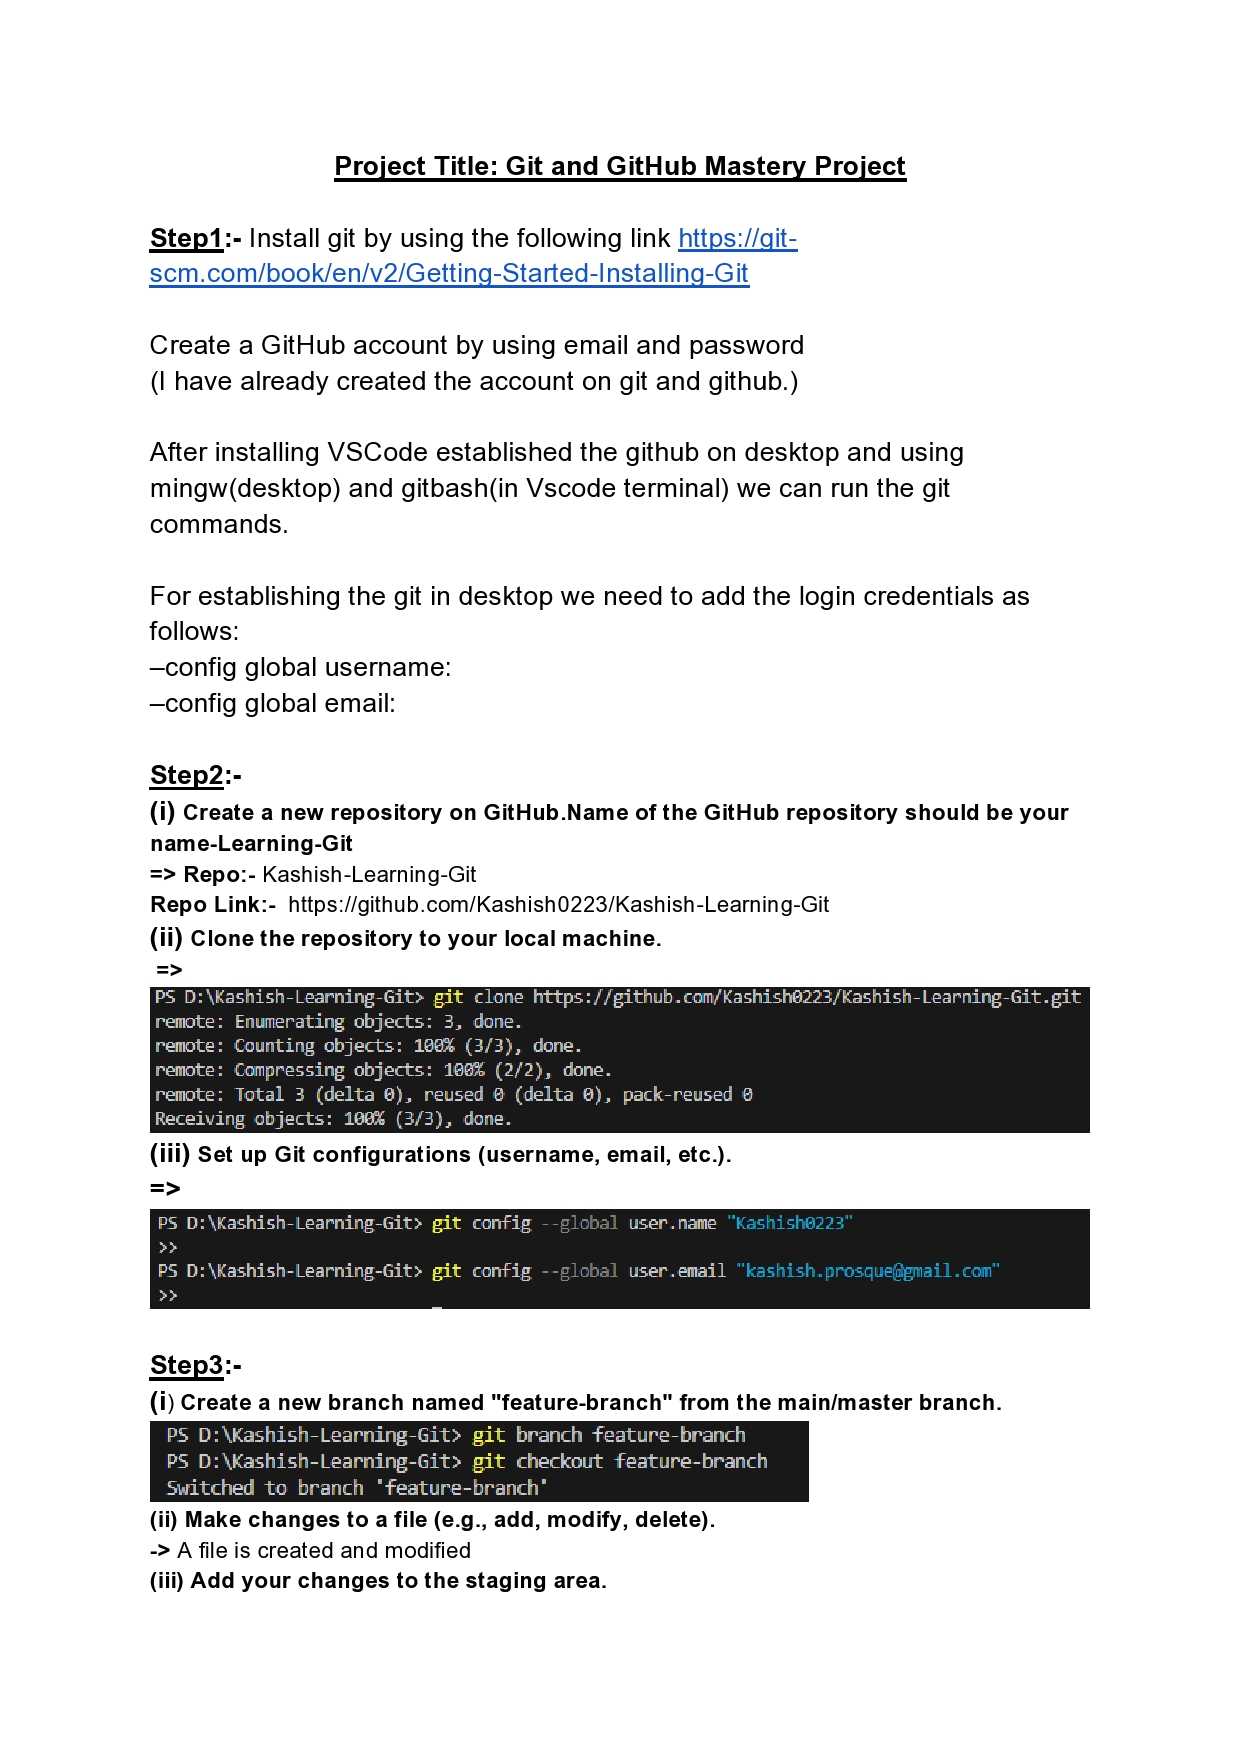 Project Title: Git and GitHub Mastery Project
Step1:- Install git by using the following link https://git-
scm.com/book/en/v2/Getting-Started-Installing-Git
Create a GitHub account by using email and password
(I have already created the account on git and github.)
After installing VSCode established the github on desktop and using
mingw(desktop) and gitbash(in Vscode terminal) we can run the git
commands.
For establishing the git in desktop we need to add the login credentials as
follows:
–config global username:
–config global email:
Step2:-
(i) Create a new repository on GitHub.Name of the GitHub repository should be your
name-Learning-Git
=> Repo:- Kashish-Learning-Git
Repo Link:- https://github.com/Kashish0223/Kashish-Learning-Git
(ii) Clone the repository to your local machine.
=>
PS D:\Kashish-Learning-Git> git clone https://github.com/Kashish0223/Kashish-Learning-Git.git
remote: Enumerating objects: 3, done.
remote: Counting objects: 100% (3/3), done.
remote: Compressing objects: 100% (2/2), done.
remote: Total 3 (delta 0), reused 0 (delta 0), pack-reused 0
Receiving objects: 100% (3/3), done.
(iii) Set up Git configurations (username, email, etc.).
=>
PS D:\Kashish-Learning-Git> git config --global user.name "Kashish0223"
>>
PS D:\Kashish-Learning-Git> git config --global user.email "kashish.prosque@gmail.com"
>>
Step3:-
(i) Create a new branch named "feature-branch" from the main/master branch.
PS D:\Kashish-Learning-Git> git branch feature-branch
PS D:\Kashish-Learning-Git> git checkout feature-branch
Switched to branch 'feature-branch'
(ii) Make changes to a file (e.g., add, modify, delete).
-> A file is created and modified
(iii) Add your changes to the staging area.